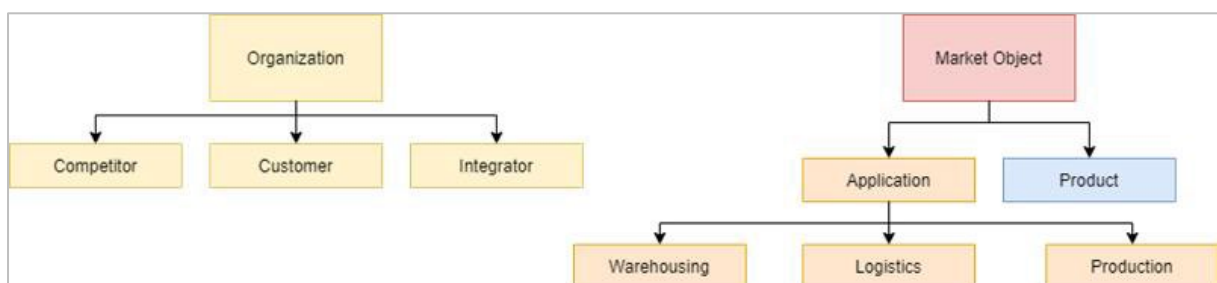 Organization
Market Object
Competitor
Customer
Integrator
Application
Product
Warehousing
Logistics
Production